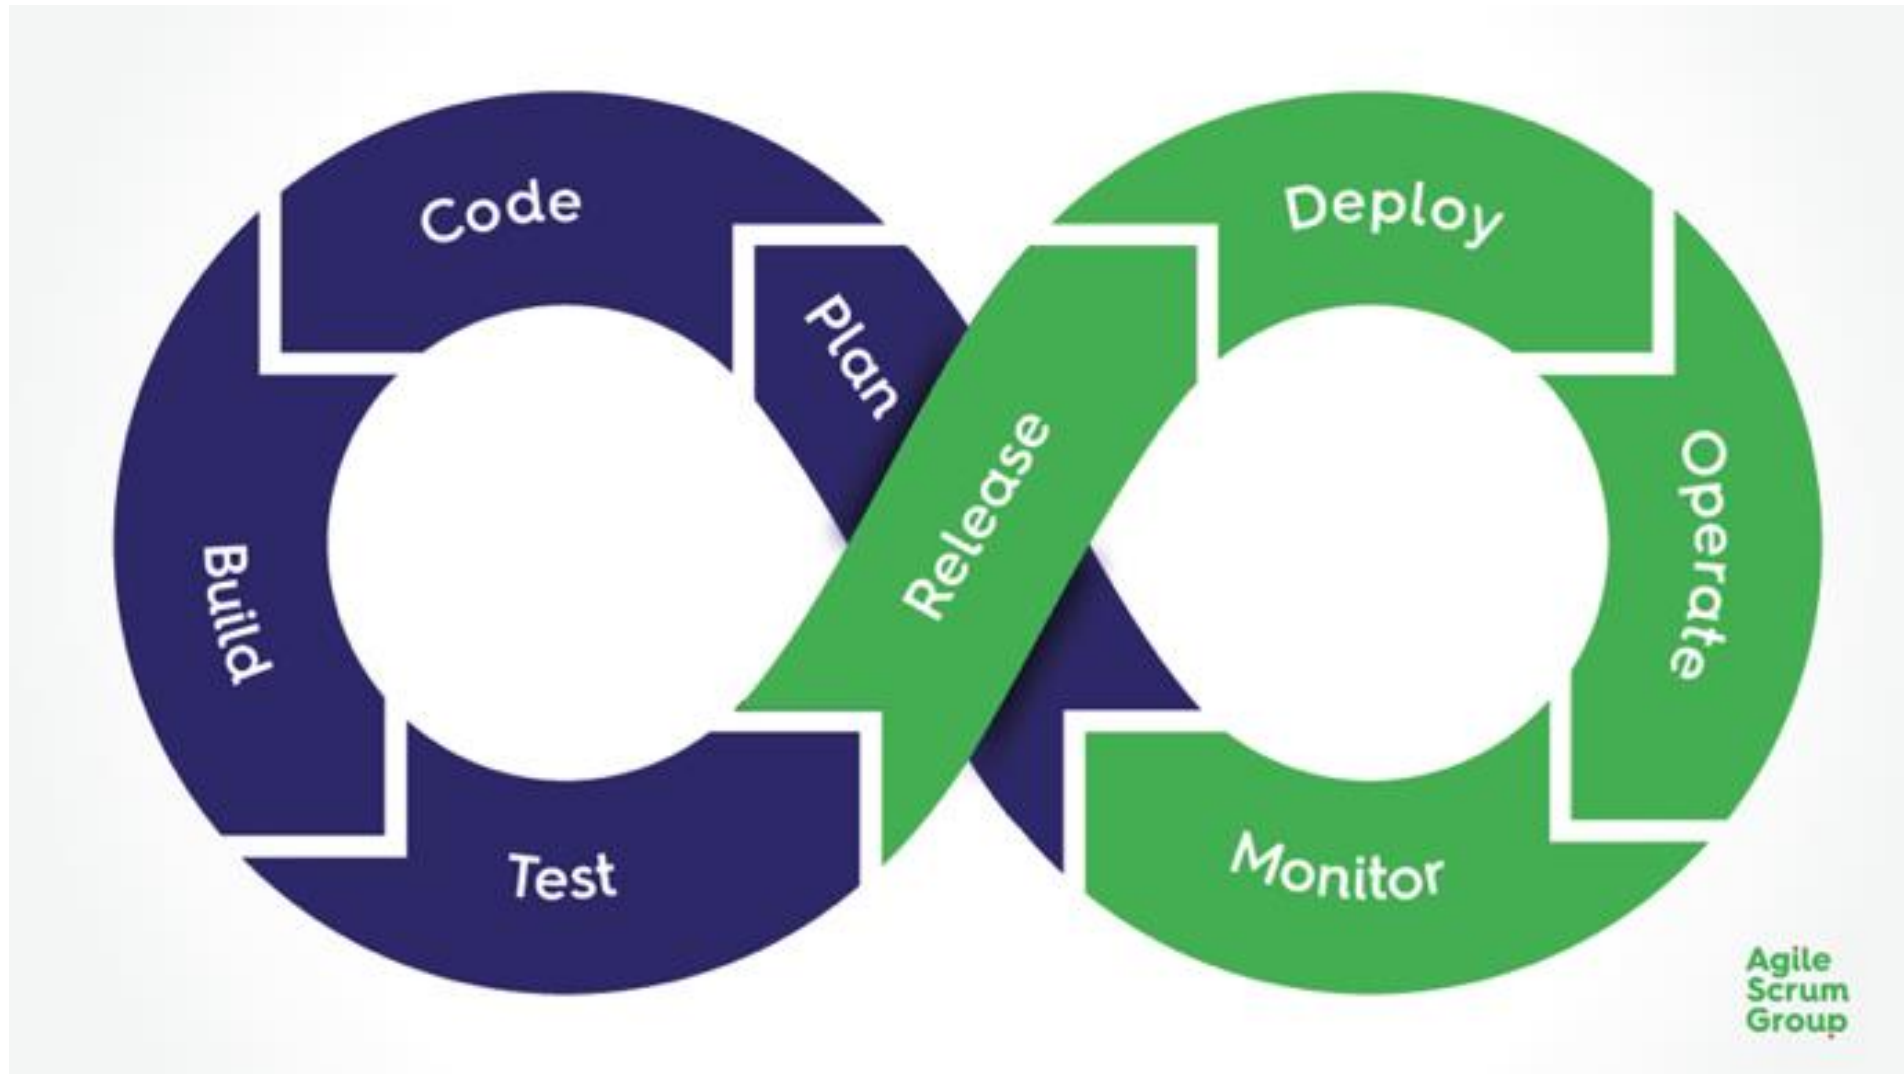 Code
Deploy
Plan
Release
Operate
Build
Test
Monitor
Agile
Scrum
Group